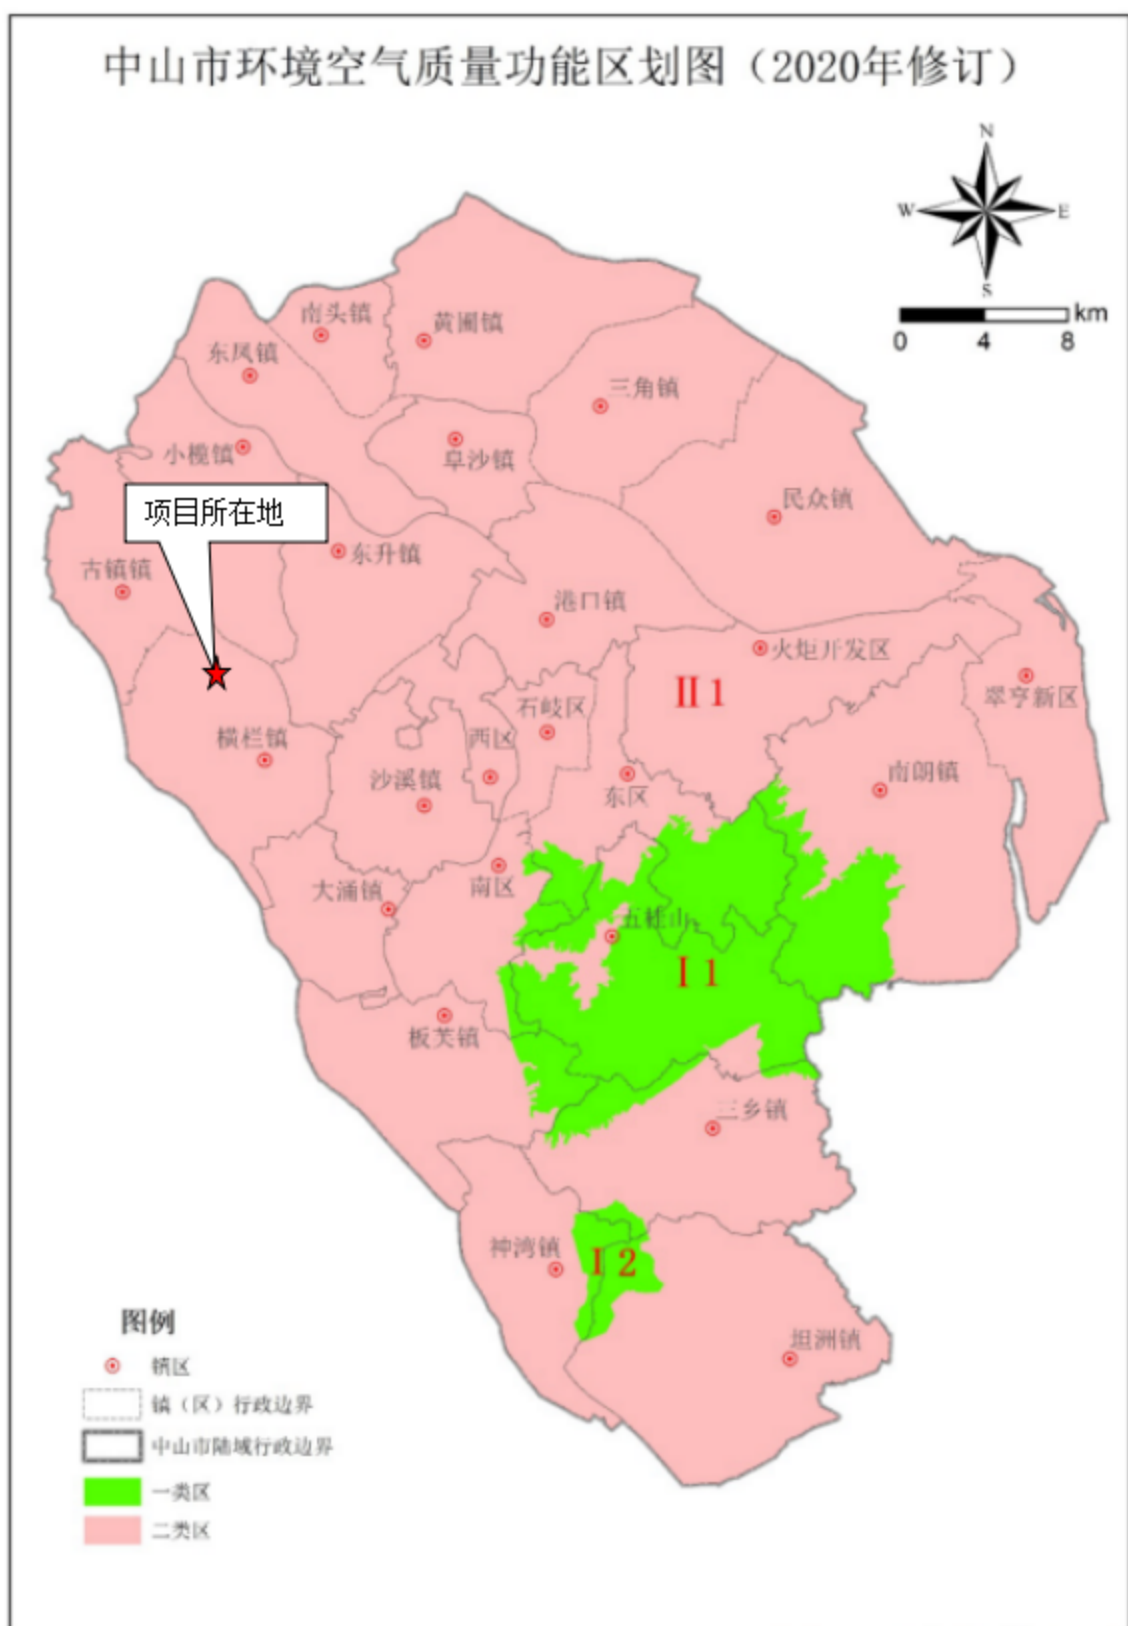 中山市环境空气质量功能区划图（2020年修订）
N
W
E
S
km
0
4
8
南头镇
黄圃镇
东凤镇
三角镇
小榄镇
阜沙镇
民众镇
项目所在地
东升镇
古镇镇
港口镇
火炬开发区
翠亨新区
II 1
石岐区
横栏镇
西区
沙溪镇
东区
南朗镇
南区
大涌镇
五桂山
I 1
板芙镇
三乡镇
神湾镇
I 2
坦洲镇
图例
镇区
镇（区）行政边界
中山市陆域行政边界
一类区
二类区